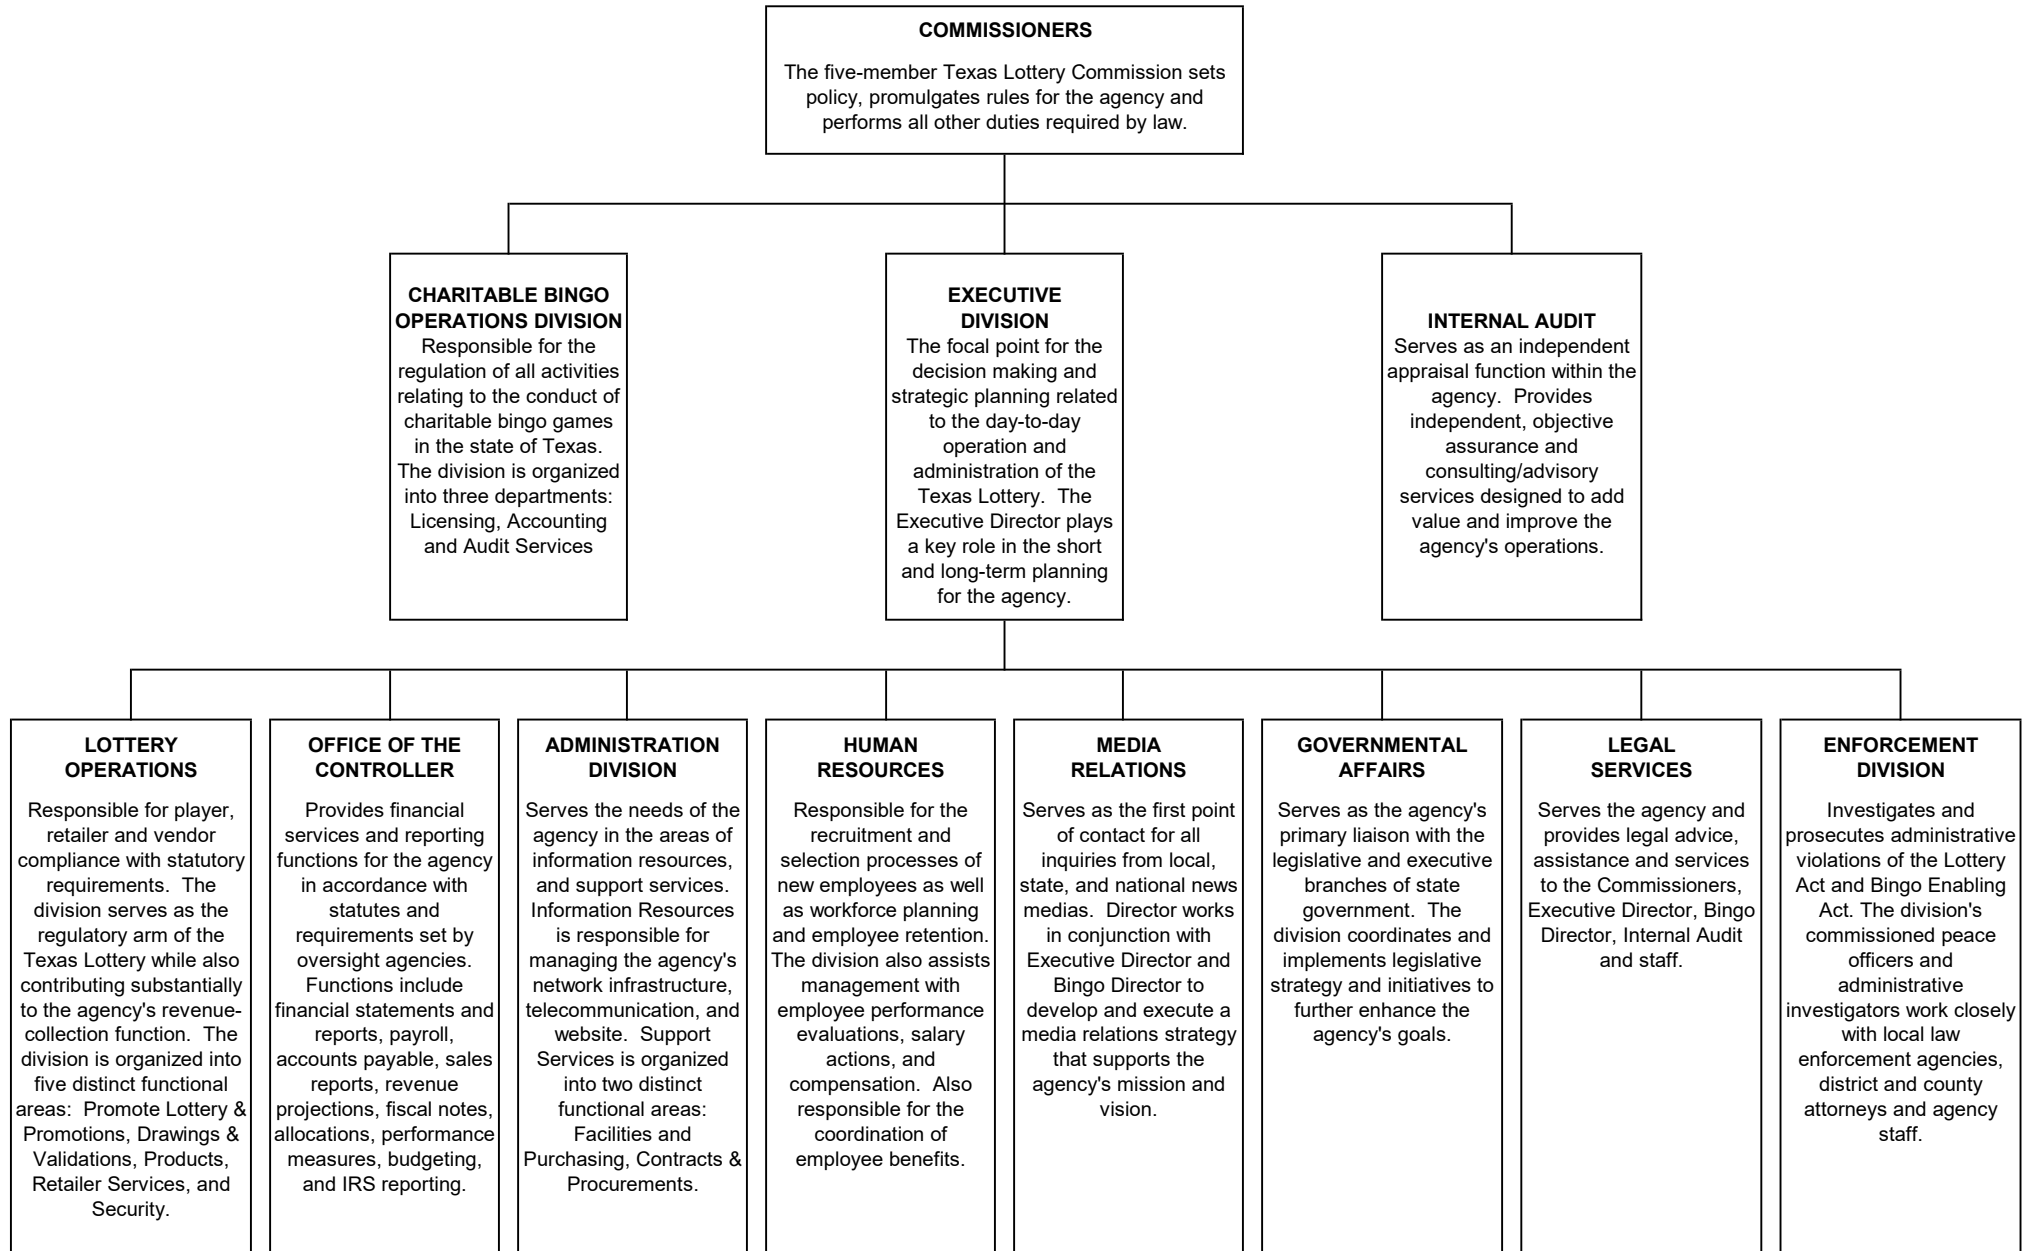 COMMISSIONERS
The five-member Texas Lottery Commission sets
policy, promulgates rules for the agency and
performs all other duties required by law.
CHARITABLE BINGO
OPERATIONS DIVISION
Responsible for the
regulation of all activities
relating to the conduct of
charitable bingo games
in the state of Texas.
The division is organized
into three departments:
Licensing, Accounting
and Audit Services
EXECUTIVE
DIVISION
The focal point for the
decision making and
strategic planning related
to the day-to-day
operation and
administration of the
Texas Lottery.  The
Executive Director plays
a key role in the short
and long-term planning
for the agency.
INTERNAL AUDIT
Serves as an independent
appraisal function within the
agency.  Provides
independent, objective
assurance and
consulting/advisory
services designed to add
value and improve the
agency's operations.
LOTTERY
OPERATIONS
Responsible for player,
retailer and vendor
compliance with statutory
requirements.  The
division serves as the
regulatory arm of the
Texas Lottery while also
contributing substantially
to the agency's revenue-
collection function.  The
division is organized into
five distinct functional
areas:  Promote Lottery &
Promotions, Drawings &
Validations, Products,
Retailer Services, and
Security.
OFFICE OF THE
CONTROLLER
Provides financial
services and reporting
functions for the agency
in accordance with
statutes and
requirements set by
oversight agencies.
Functions include
financial statements and
reports, payroll,
accounts payable, sales
reports, revenue
projections, fiscal notes,
allocations, performance
measures, budgeting,
and IRS reporting.
ADMINISTRATION
DIVISION
Serves the needs of the
agency in the areas of
information resources,
and support services.
Information Resources
is responsible for
managing the agency's
network infrastructure,
telecommunication, and
website.  Support
Services is organized
into two distinct
functional areas:
Facilities and
Purchasing, Contracts &
Procurements.
HUMAN
RESOURCES
Responsible for the
recruitment and
selection processes of
new employees as well
as workforce planning
and employee retention.
The division also assists
management with
employee performance
evaluations, salary
actions, and
compensation.  Also
responsible for the
coordination of
employee benefits.
MEDIA
RELATIONS
Serves as the first point
of contact for all
inquiries from local,
state, and national news
medias.  Director works
in conjunction with
Executive Director and
Bingo Director to
develop and execute a
media relations strategy
that supports the
agency's mission and
vision.
GOVERNMENTAL
AFFAIRS
Serves as the agency's
primary liaison with the
legislative and executive
branches of state
government.  The
division coordinates and
implements legislative
strategy and initiatives to
further enhance the
agency's goals.
LEGAL
SERVICES
Serves the agency and
provides legal advice,
assistance and services
to the Commissioners,
Executive Director, Bingo
Director, Internal Audit
and staff.
ENFORCEMENT
DIVISION
Investigates and
prosecutes administrative
violations of the Lottery
Act and Bingo Enabling
Act. The division's
commissioned peace
officers and
administrative
investigators work closely
with local law
enforcement agencies,
district and county
attorneys and agency
staff.